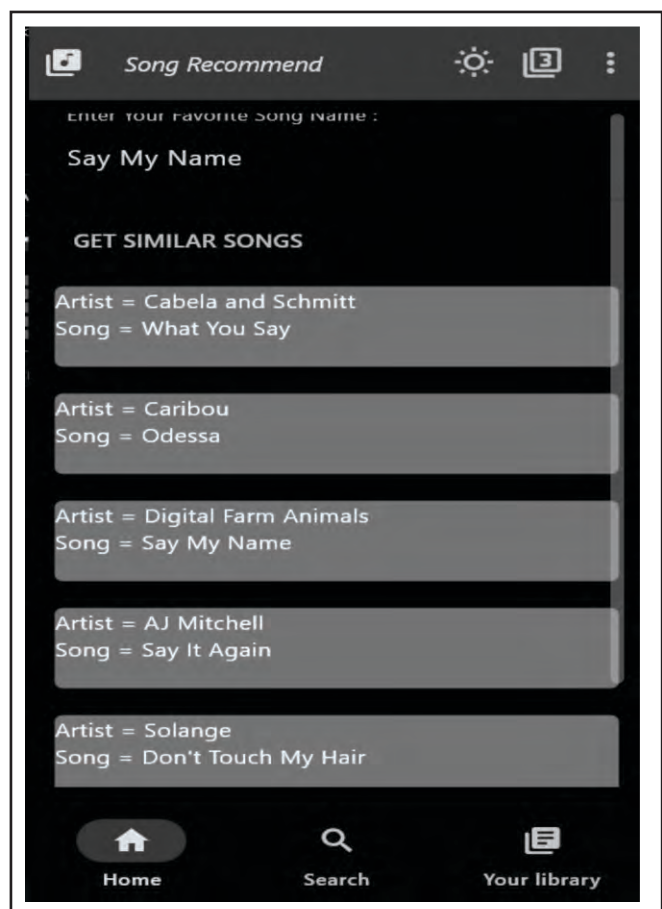 Song Recommend
3
Enter Your Favorite Song Name :
Say My Name
GET SIMILAR SONGS
Artist = Cabela and Schmitt
Song = What You Say
Artist = Caribou
Song = Odessa
Artist = Digital Farm Animals
Song = Say My Name
Artist = AJ Mitchell
Song = Say It Again
Artist = Solange
Song = Don't Touch My Hair
Home
Search
Your library